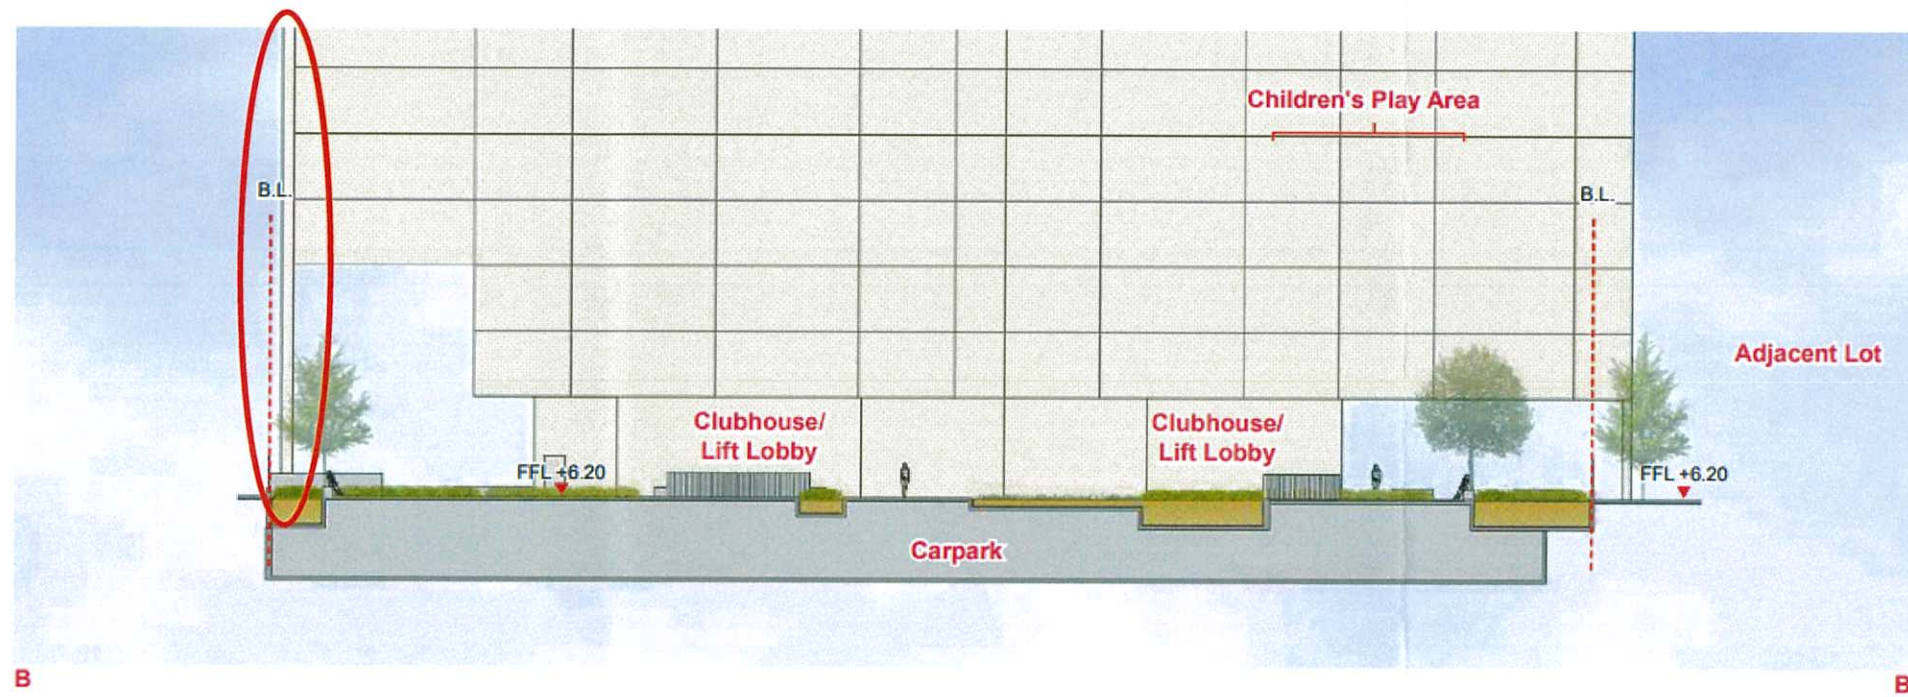 Children's Play Area
B.L.
B.L.
Adjacent Lot
Clubhouse/
Lift Lobby
Clubhouse/
Lift Lobby
FFL +6.20
FFL +6.20
Carpark
B
B